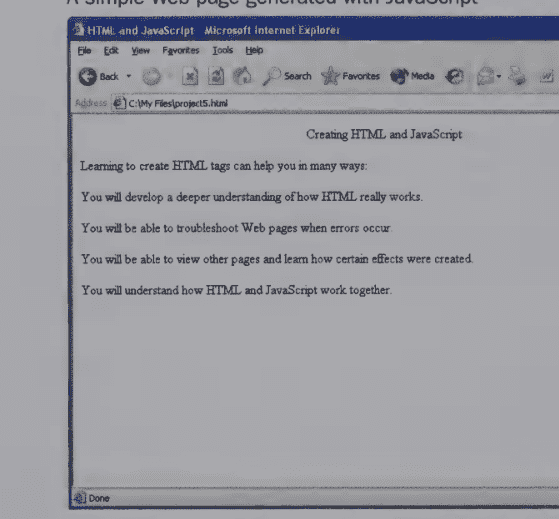 A simple Web page generated with JavaScript
HTML and JavaScript Microsoft Internet Explorer
File Edit View Favorites Tools Help
Back Search Favorites Media
Address C:\My Files\project5.html
Creating HTML and JavaScript
Learning to create HTML tags can help you in many ways:
You will develop a deeper understanding of how HTML really works.
You will be able to troubleshoot Web pages when errors occur.
You will be able to view other pages and learn how certain effects were created.
You will understand how HTML and JavaScript work together.
Done